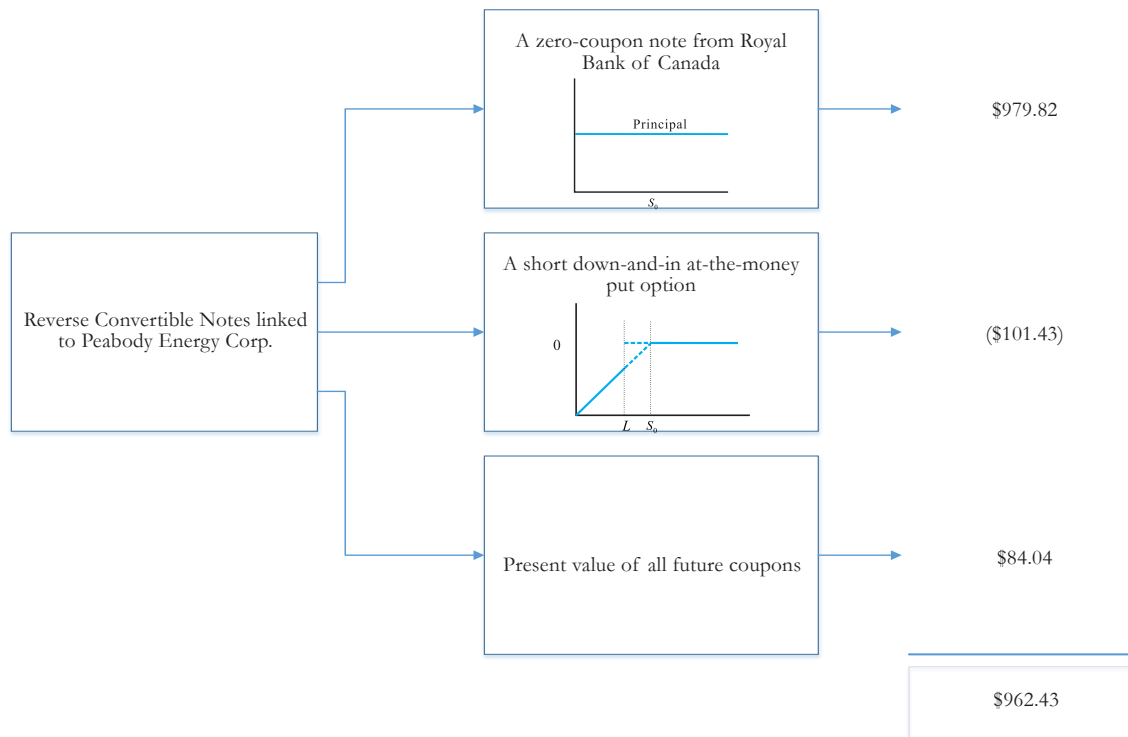 A zero-coupon note from Royal
Bank of Canada
Principal
S₀
$979.82
Reverse Convertible Notes linked
to Peabody Energy Corp.
A short down-and-in at-the-money
put option
0
L S₀
($101.43)
Present value of all future coupons
$84.04
$962.43